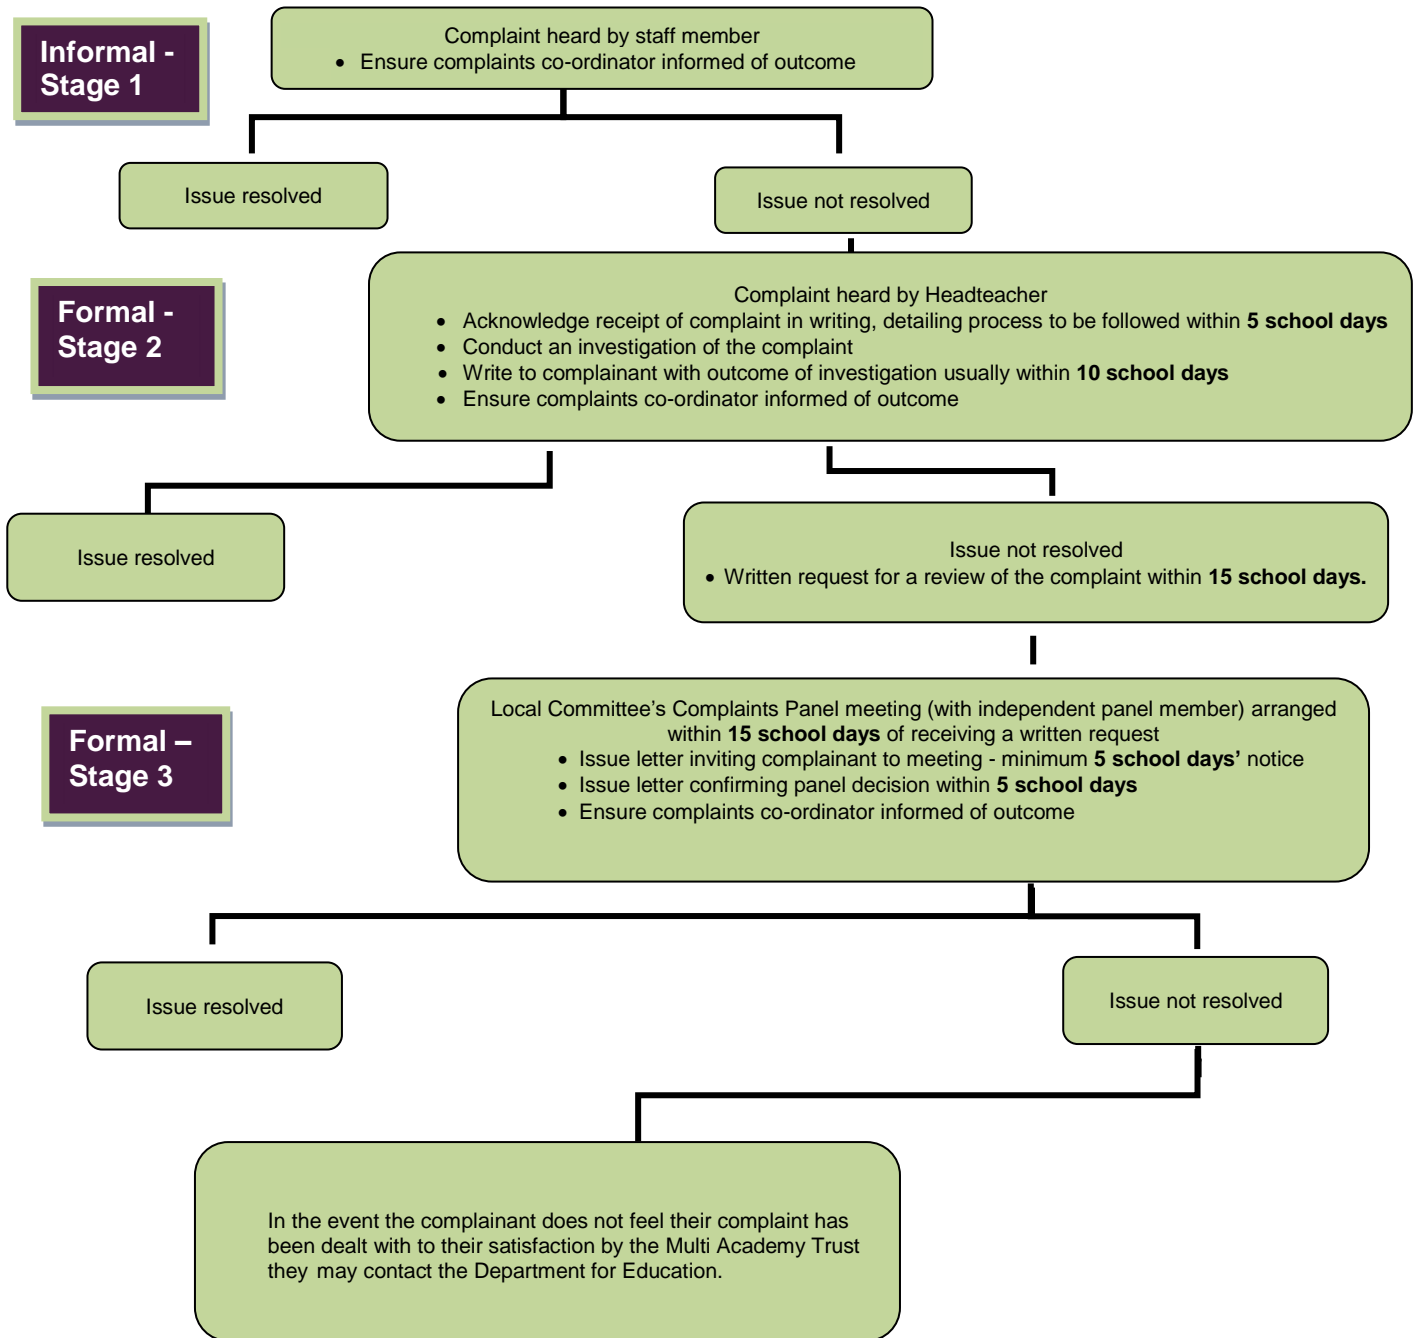 Informal -
Stage 1
Complaint heard by staff member
• Ensure complaints co-ordinator informed of outcome
Issue resolved
Issue not resolved
Formal -
Stage 2
Complaint heard by Headteacher
• Acknowledge receipt of complaint in writing, detailing process to be followed within 5 school days
• Conduct an investigation of the complaint
• Write to complainant with outcome of investigation usually within 10 school days
• Ensure complaints co-ordinator informed of outcome
Issue resolved
Issue not resolved
• Written request for a review of the complaint within 15 school days.
Formal –
Stage 3
Local Committee’s Complaints Panel meeting (with independent panel member) arranged
within 15 school days of receiving a written request
• Issue letter inviting complainant to meeting - minimum 5 school days’ notice
• Issue letter confirming panel decision within 5 school days
• Ensure complaints co-ordinator informed of outcome
Issue resolved
Issue not resolved
In the event the complainant does not feel their complaint has
been dealt with to their satisfaction by the Multi Academy Trust
they may contact the Department for Education.